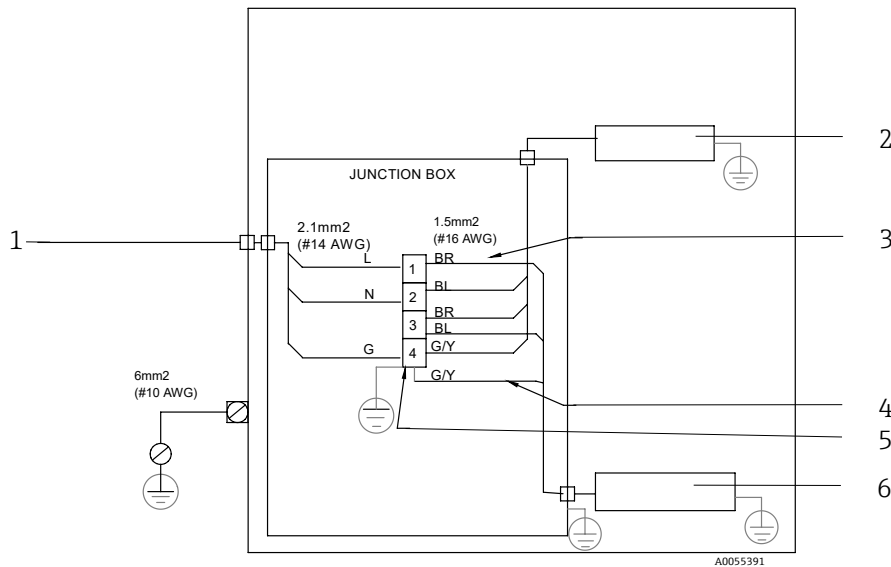 2
JUNCTION BOX
1
2.1mm2
(#14 AWG)
1.5mm2
(#16 AWG)
3
L
1
BR
N
2
BL
3
BR
BL
G
4
G/Y
G/Y
6mm2
(#10 AWG)
4
5
6
A0055391